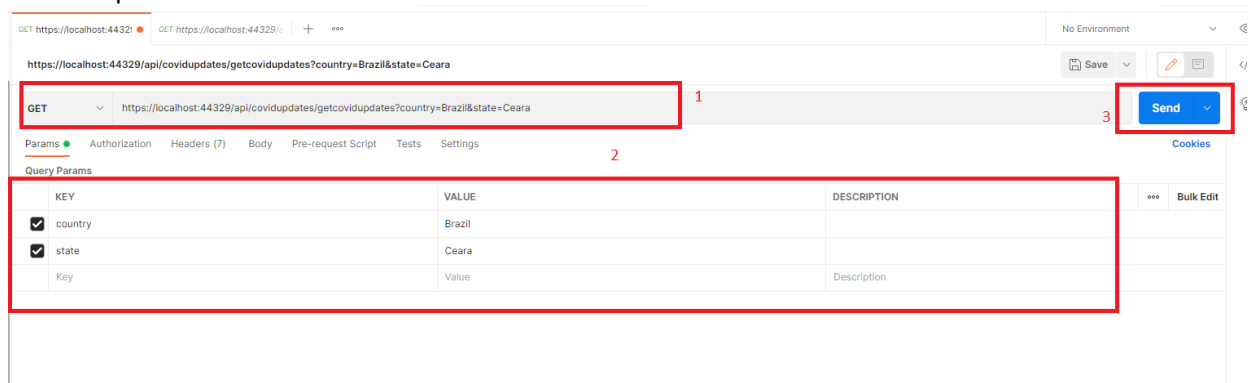 GET https://localhost:4432! GET https://localhost:44329/ No Environment
https://localhost:44329/api/covidupdates/getcovidupdates?country=Brazil&state=Ceara Save
GET https://localhost:44329/api/covidupdates/getcovidupdates?country=Brazil&state=Ceara 1 3 Send
Params Authorization Headers (7) Body Pre-request Script Tests Settings 2 Cookies
Query Params
KEY VALUE DESCRIPTION Bulk Edit
country Brazil
state Ceara
Key Value Description